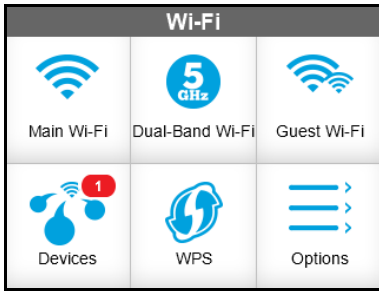 Wi-Fi
5
GHz
Main Wi-Fi
Dual-Band Wi-Fi
Guest Wi-Fi
1
Devices
WPS
Options